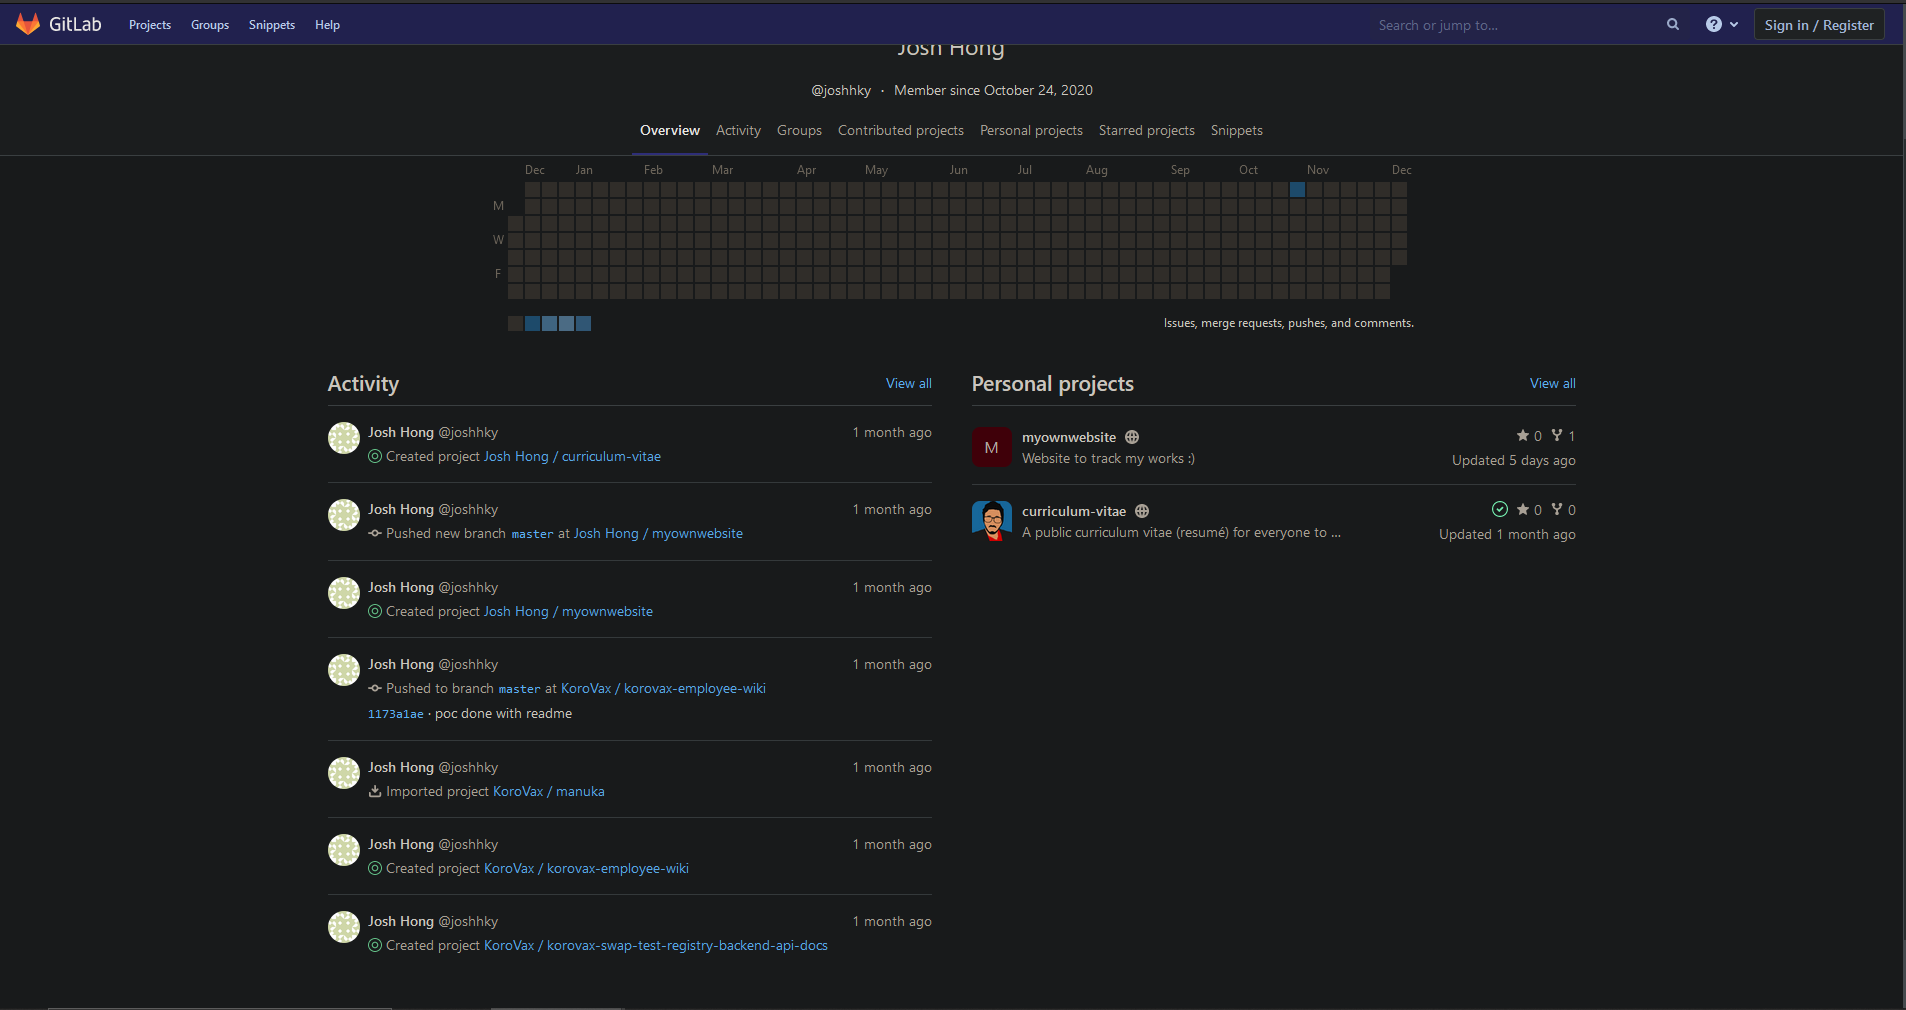 GitLab Projects Groups Snippets Help Search or jump to... Sign in / Register
Josh Hong
@joshhky · Member since October 24, 2020
Overview Activity Groups Contributed projects Personal projects Starred projects Snippets
Dec Jan Feb Mar Apr May Jun Jul Aug Sep Oct Nov Dec
M
W
F
Issues, merge requests, pushes, and comments.
Activity View all
Josh Hong @joshhky 1 month ago
Created project Josh Hong / curriculum-vitae
Josh Hong @joshhky 1 month ago
Pushed new branch master at Josh Hong / myownwebsite
Josh Hong @joshhky 1 month ago
Created project Josh Hong / myownwebsite
Josh Hong @joshhky 1 month ago
Pushed to branch master at KoroVax / korovax-employee-wiki
1173a1ae · poc done with readme
Josh Hong @joshhky 1 month ago
Imported project KoroVax / manuka
Josh Hong @joshhky 1 month ago
Created project KoroVax / korovax-employee-wiki
Josh Hong @joshhky 1 month ago
Created project KoroVax / korovax-swap-test-registry-backend-api-docs
Personal projects View all
M
myownwebsite 0 1
Website to track my works :) Updated 5 days ago
curriculum-vitae 0 0
A public curriculum vitae (resumé) for everyone to ... Updated 1 month ago